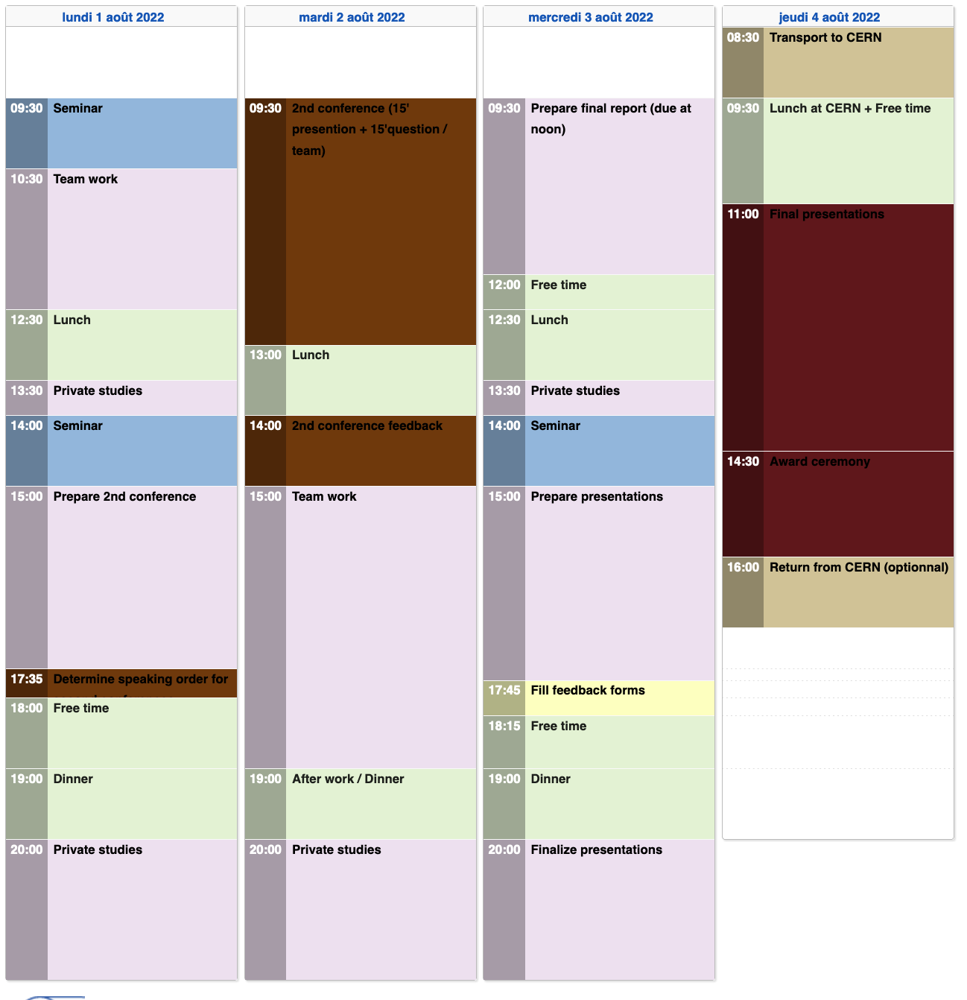 lundi 1 août 2022
09:30 Seminar
10:30 Team work
12:30 Lunch
13:30 Private studies
14:00 Seminar
15:00 Prepare 2nd conference
17:35 Determine speaking order for
18:00 Free time
19:00 Dinner
20:00 Private studies
mardi 2 août 2022
09:30 2nd conference (15'
presention + 15'question /
team)
13:00 Lunch
14:00 2nd conference feedback
15:00 Team work
19:00 After work / Dinner
20:00 Private studies
mercredi 3 août 2022
09:30 Prepare final report (due at
noon)
12:00 Free time
12:30 Lunch
13:30 Private studies
14:00 Seminar
15:00 Prepare presentations
17:45 Fill feedback forms
18:15 Free time
19:00 Dinner
20:00 Finalize presentations
jeudi 4 août 2022
08:30 Transport to CERN
09:30 Lunch at CERN + Free time
11:00 Final presentations
14:30 Award ceremony
16:00 Return from CERN (optionnal)